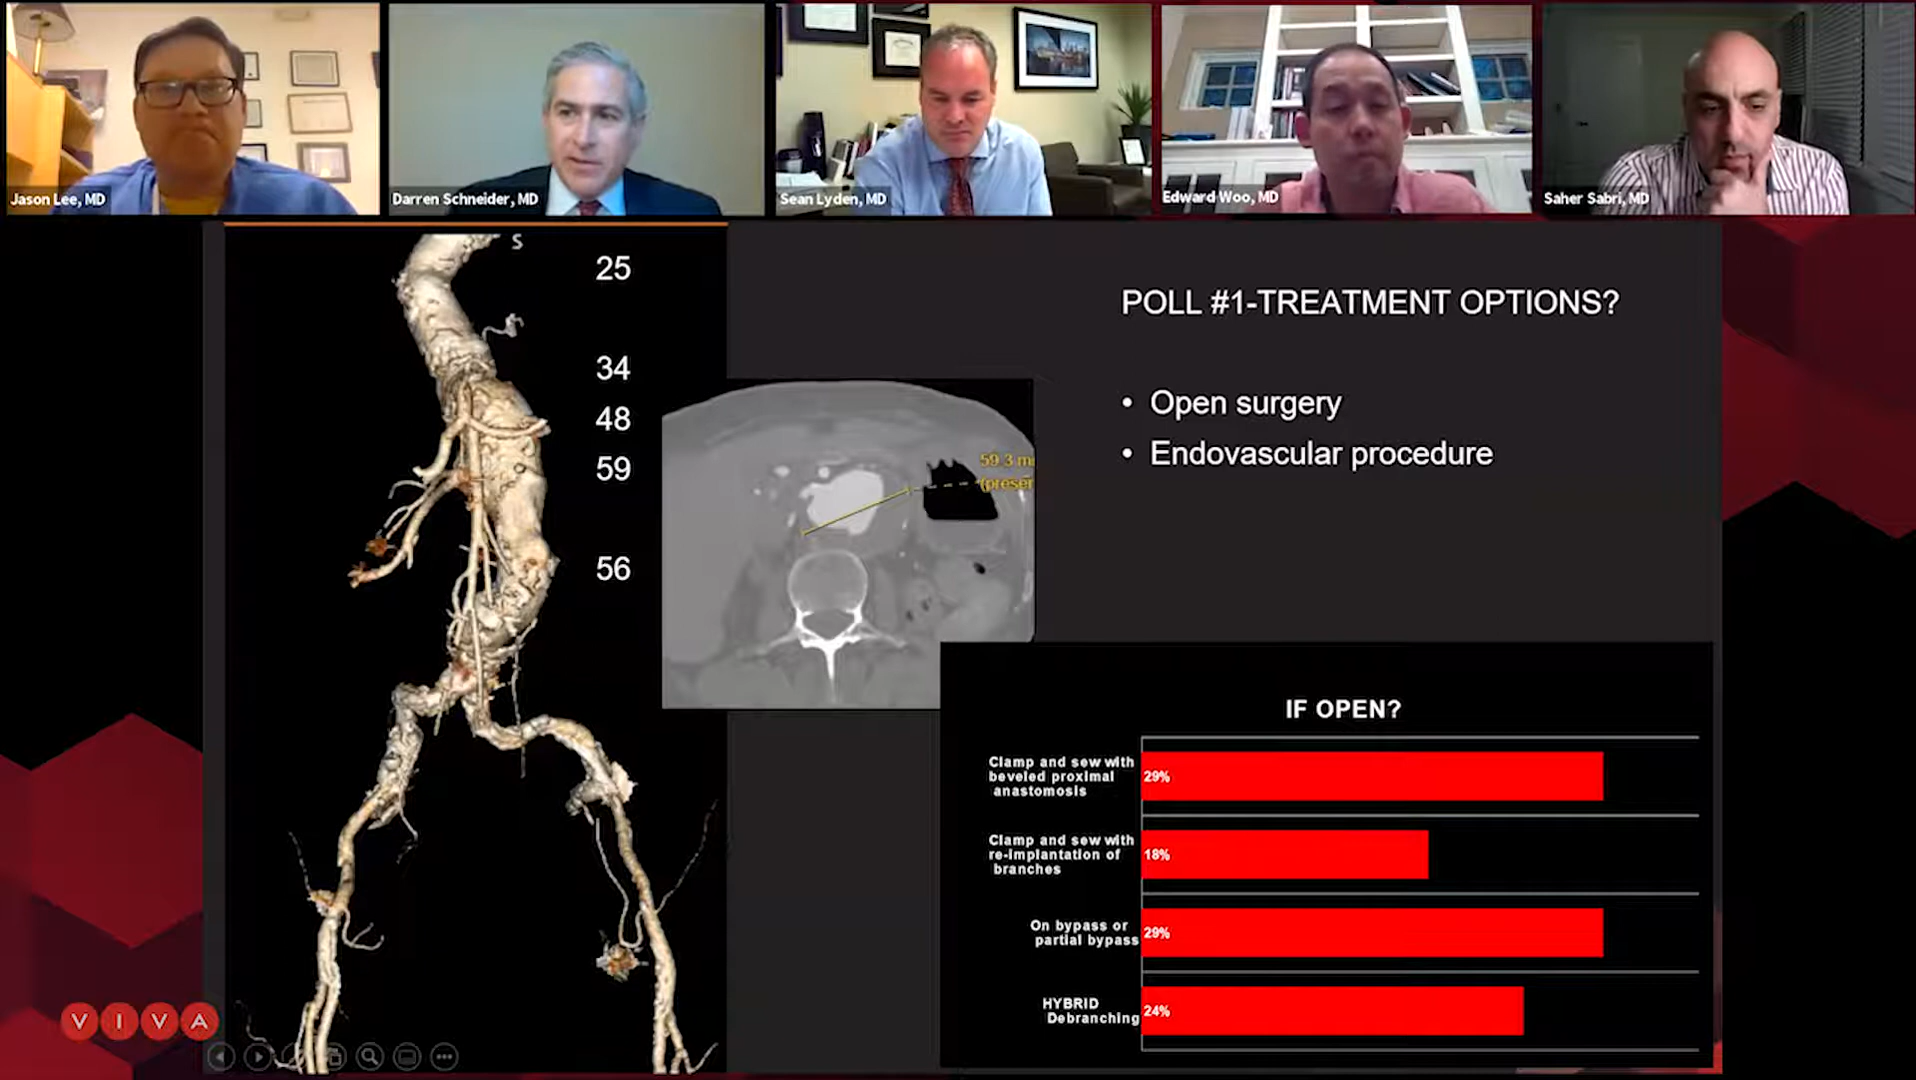 Jason Lee, MD
Darren Schneider, MD
Sean Lyden, MD
Edward Woo, MD
Saher Sabri, MD
S
25
34
48
59
56
59.3 m
(preser
POLL #1-TREATMENT OPTIONS?
• Open surgery
• Endovascular procedure
IF OPEN?
Clamp and sew with
beveled proximal
anastomosis
29%
Clamp and sew with
re-implantation of
branches
18%
On bypass or
partial bypass
29%
HYBRID
Debranching
24%
VIVA